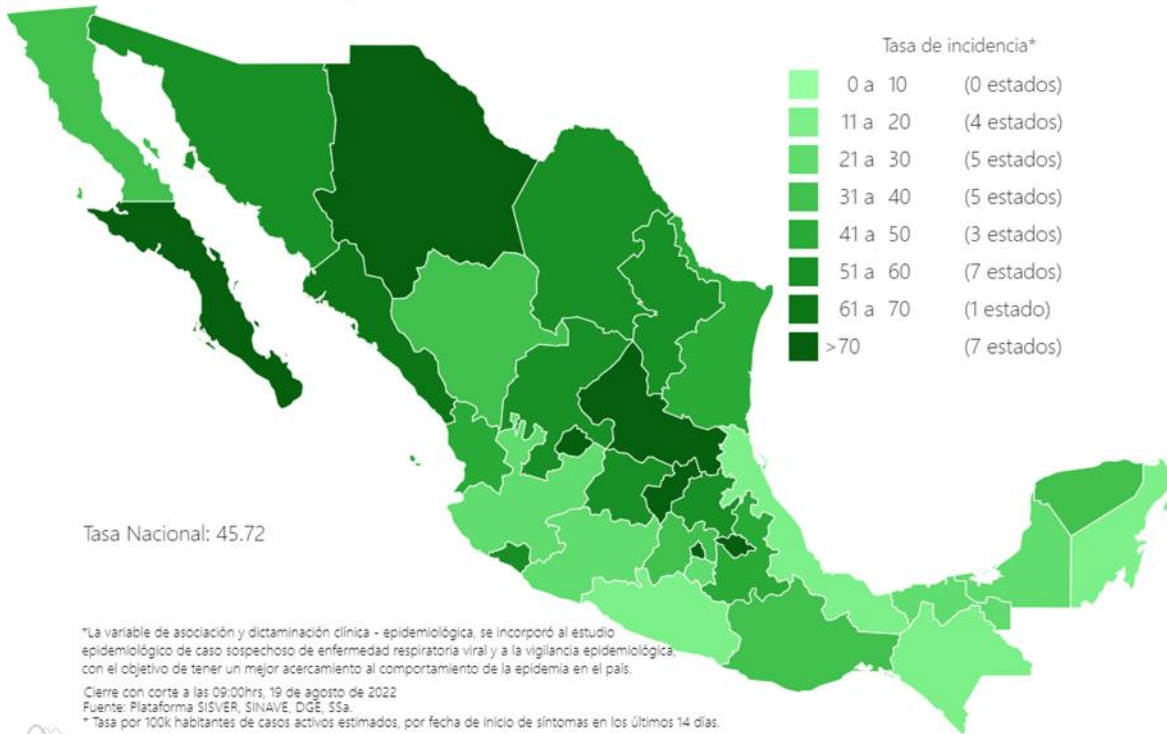 Tasa de incidencia*
0 a 10 (0 estados)
11 a 20 (4 estados)
21 a 30 (5 estados)
31 a 40 (5 estados)
41 a 50 (3 estados)
51 a 60 (7 estados)
61 a 70 (1 estado)
>70 (7 estados)
Tasa Nacional: 45.72
*La variable de asociación y dictaminación clínica - epidemiológica, se incorporó al estudio
epidemiológico de caso sospechoso de enfermedad respiratoria viral y a la vigilancia epidemiológica,
con el objetivo de tener un mejor acercamiento al comportamiento de la epidemia en el país.
Cierre con corte a las 09:00hrs, 19 de agosto de 2022
Fuente: Plataforma SISVER, SINAVE, DGE, SSa.
* Tasa por 100k habitantes de casos activos estimados, por fecha de inicio de síntomas en los últimos 14 días.